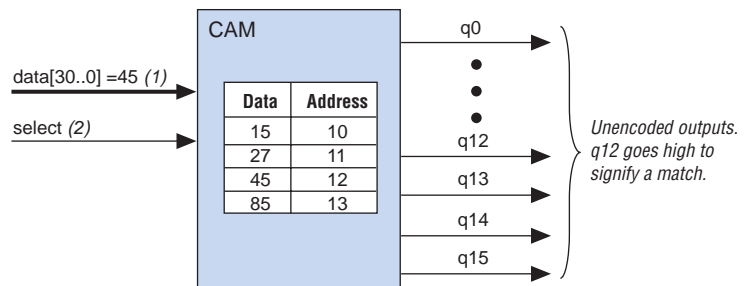 CAM
q0
data[30..0] =45 (1)
select (2)
Data Address
15 10
27 11
45 12
85 13
q12
q13
q14
q15
Unencoded outputs.
q12 goes high to
signify a match.